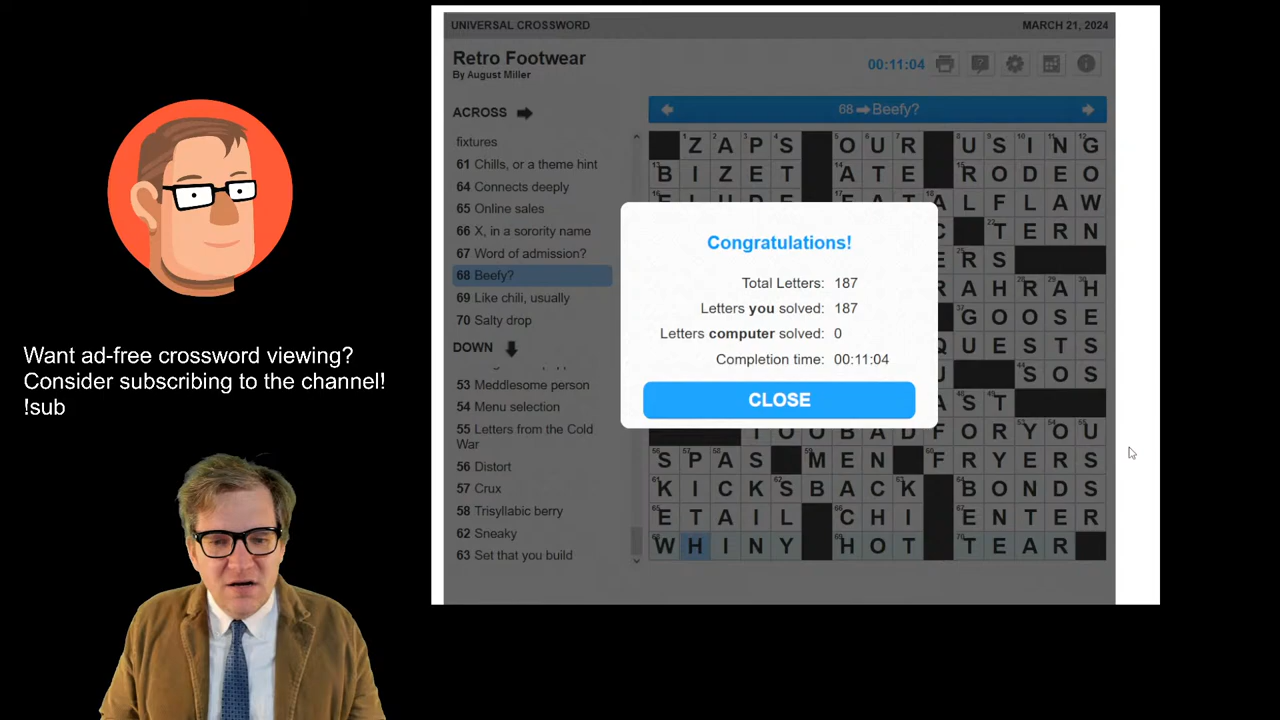 UNIVERSAL CROSSWORD
MARCH 21, 2024
Retro Footwear
By August Miller
00:11:04
ACROSS
68 Beefy?
fixtures
61 Chills, or a theme hint
64 Connects deeply
65 Online sales
66 X, in a sorority name
67 Word of admission?
68 Beefy?
69 Like chili, usually
70 Salty drop
DOWN
53 Meddlesome person
54 Menu selection
55 Letters from the Cold
War
56 Distort
57 Crux
58 Trisyllabic berry
62 Sneaky
63 Set that you build
ZAPS OUR USING
BIZET ATE RODEO
ALFLAW
TERN
ERS
RAHRAH
GOOSE
QUESTS
SOS
AST
TOOBADFORYOU
SPAS MEN FRYERS
KICKSBACK BONDS
ETAIL CHI ENTER
WHINY HOT TEAR
Congratulations!
Total Letters: 187
Letters you solved: 187
Letters computer solved: 0
Completion time: 00:11:04
CLOSE
Want ad-free crossword viewing?
Consider subscribing to the channel!
!sub